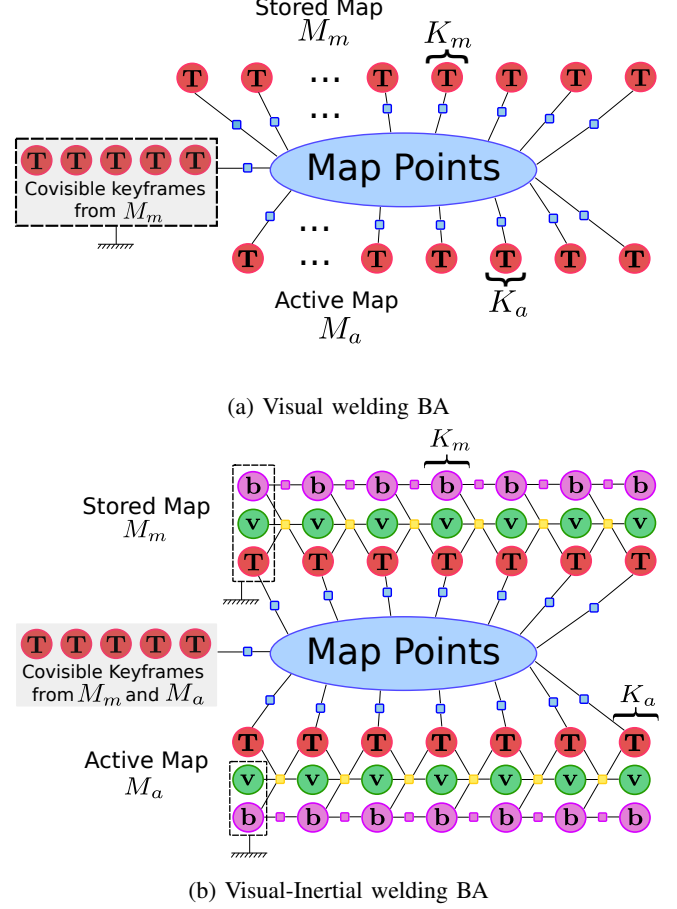 Stored Map
M_m
K_m
T T ... T T T T T
...
T T T T T
Map Points
Covisible keyframes
from M_m
...
T ... T T T T T
Active Map
K_a
M_a
(a) Visual welding BA
K_m
b b b b b b b
Stored Map
M_m
v v v v v v v
T T T T T T T
T T T T T
Map Points
Covisible Keyframes
from M_m and M_a
K_a
T T T T T T T
Active Map
M_a
v v v v v v v
b b b b b b b
(b) Visual-Inertial welding BA